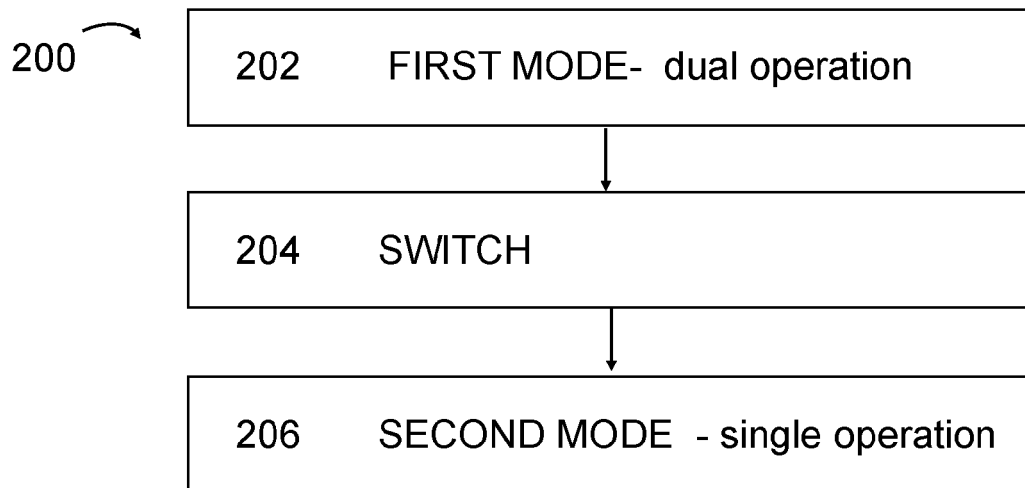 200
202 FIRST MODE- dual operation
204 SWITCH
206 SECOND MODE - single operation